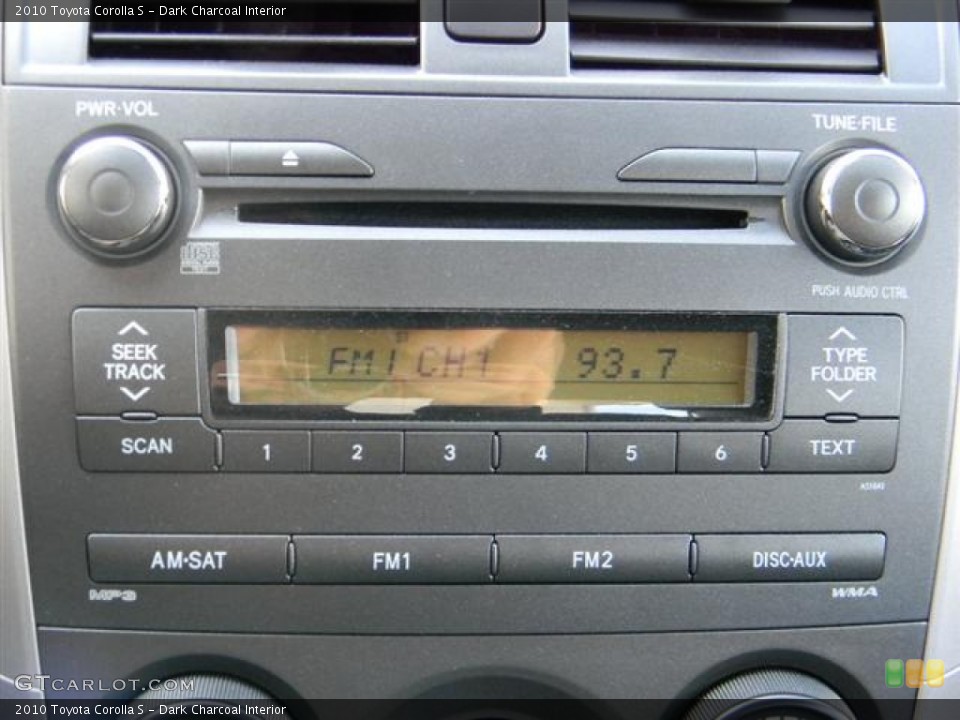 2010 Toyota Corolla S - Dark Charcoal Interior
PWR·VOL
TUNE·FILE
PUSH AUDIO CTRL
SEEK
TRACK
FM1 CH1 93.7
TYPE
FOLDER
SCAN 1 2 3 4 5 6 TEXT
AM·SAT FM1 FM2 DISC·AUX
MP3
WMA
GTCARLOT.COM
2010 Toyota Corolla S - Dark Charcoal Interior